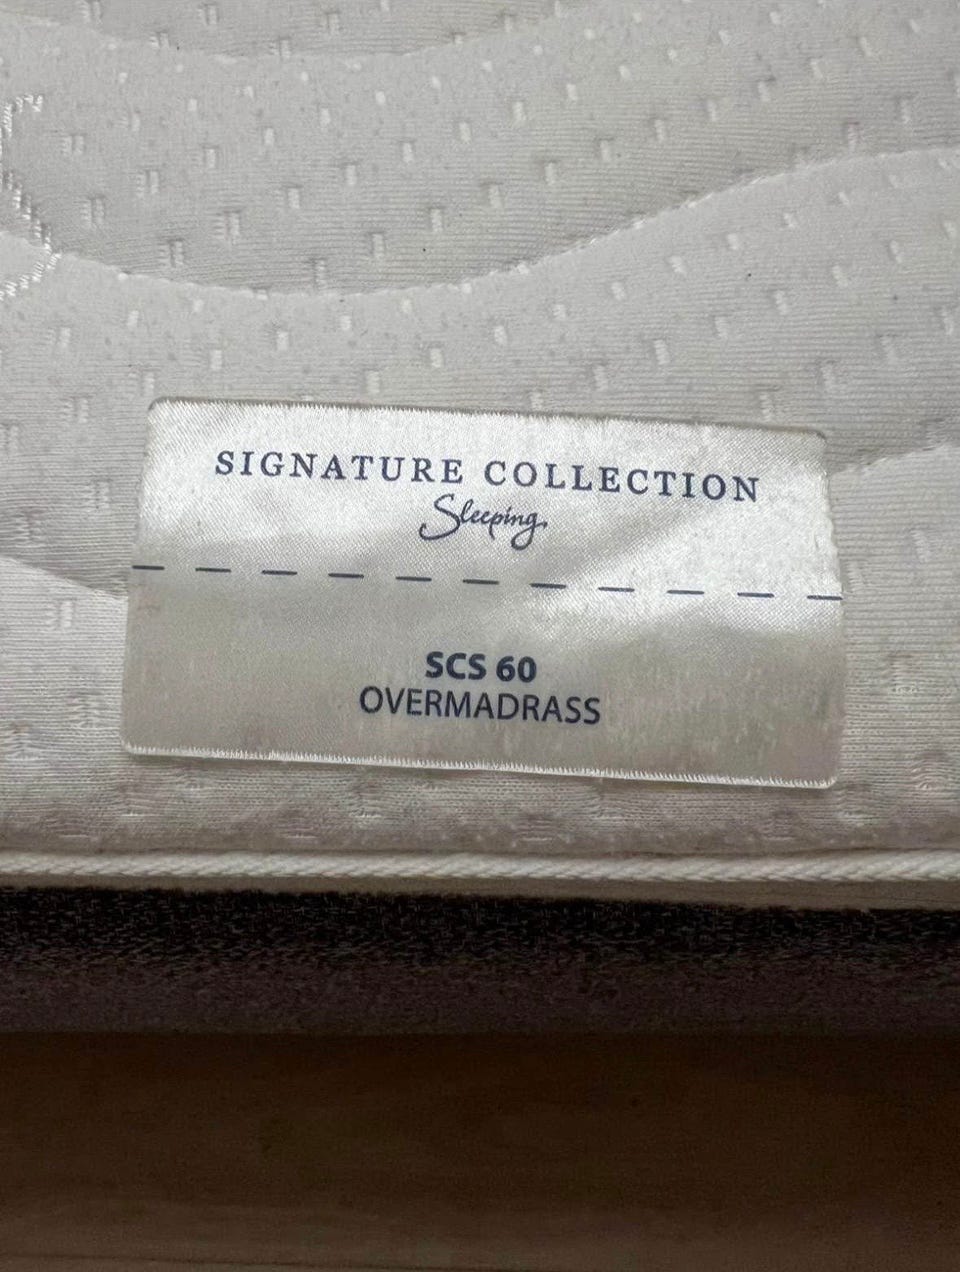 SIGNATURE COLLECTION
Sleeping
SCS 60
OVERMADRASS